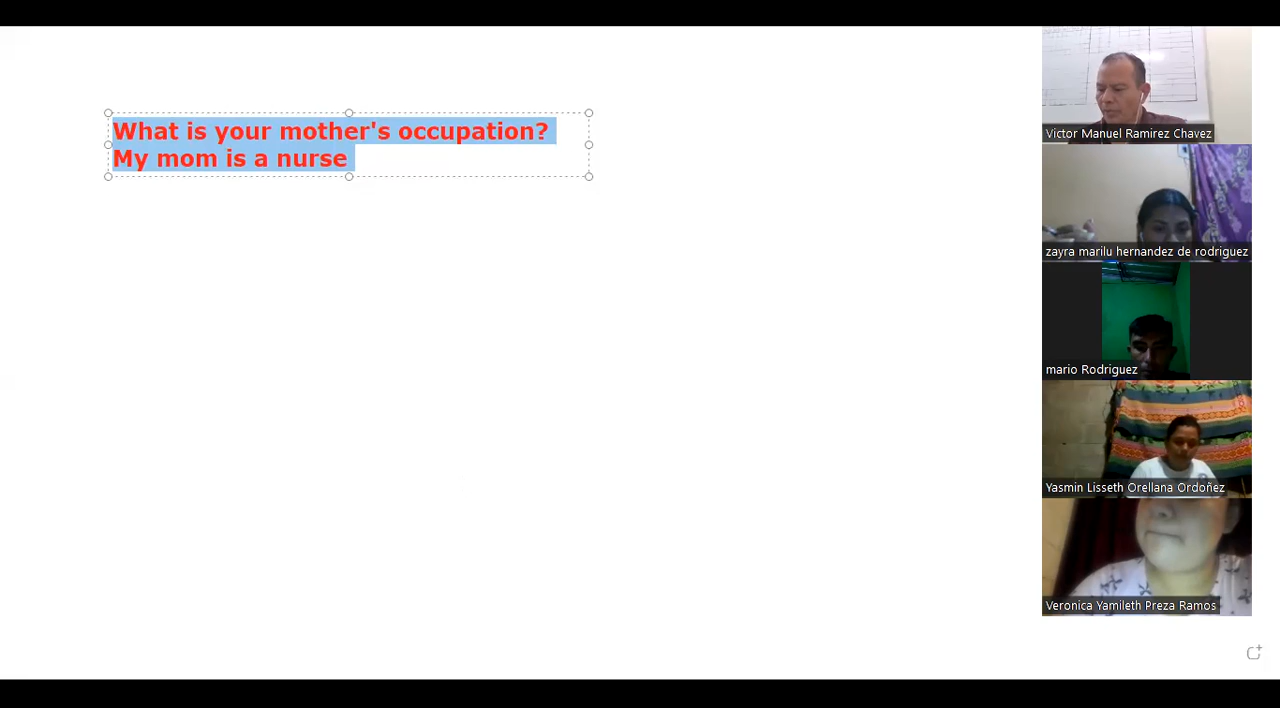 What is your mother's occupation?
My mom is a nurse
Victor Manuel Ramirez Chavez
zayra marilu hernandez de rodriguez
mario Rodriguez
Yasmin Lisseth Orellana Ordoñez
Veronica Yamileth Preza Ramos